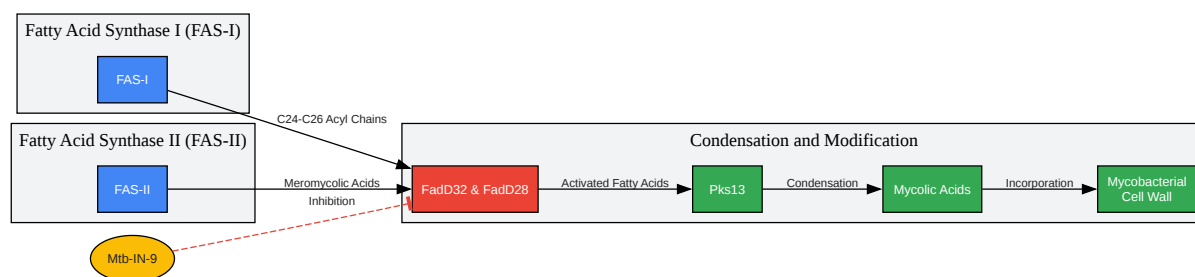 Fatty Acid Synthase I (FAS-I)
FAS-I
C24-C26 Acyl Chains
Fatty Acid Synthase II (FAS-II)
FAS-II
Meromycolic Acids
Inhibition
Mtb-IN-9
Condensation and Modification
FadD32 & FadD28
Activated Fatty Acids
Pks13
Condensation
Mycolic Acids
Incorporation
Mycobacterial
Cell Wall